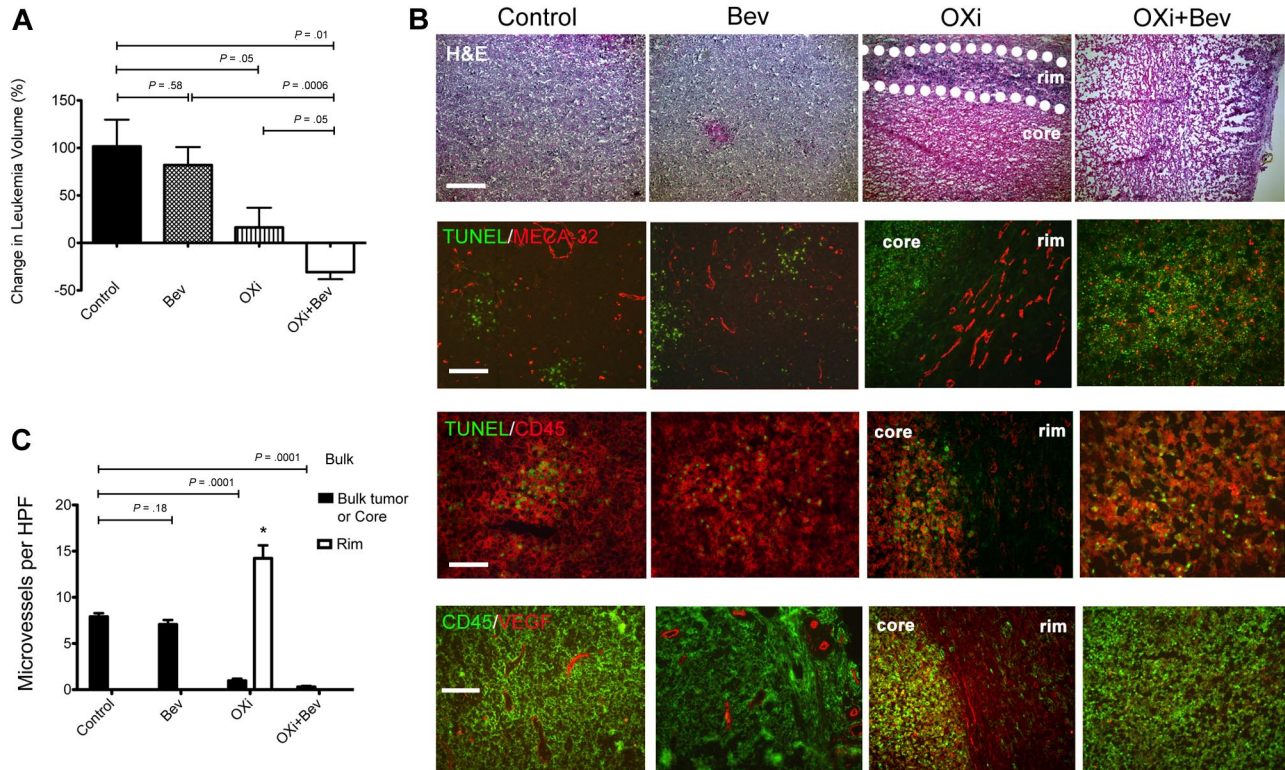 A
P = .01
P = .05
P = .58
P = .0006
P = .05
Change in Leukemia Volume (%)
150
100
50
0
-50
Control
Bev
OXi
OXi+Bev
B
Control
Bev
OXi
OXi+Bev
H&E
rim
core
TUNEL/MECA-32
core
rim
TUNEL/CD45
core
rim
CD45/VEGF
core
rim
C
P = .0001
Bulk
P = .0001
P = .18
Bulk tumor
or Core
Rim
*
Microvessels per HPF
20
15
10
5
0
Control
Bev
OXi
OXi+Bev